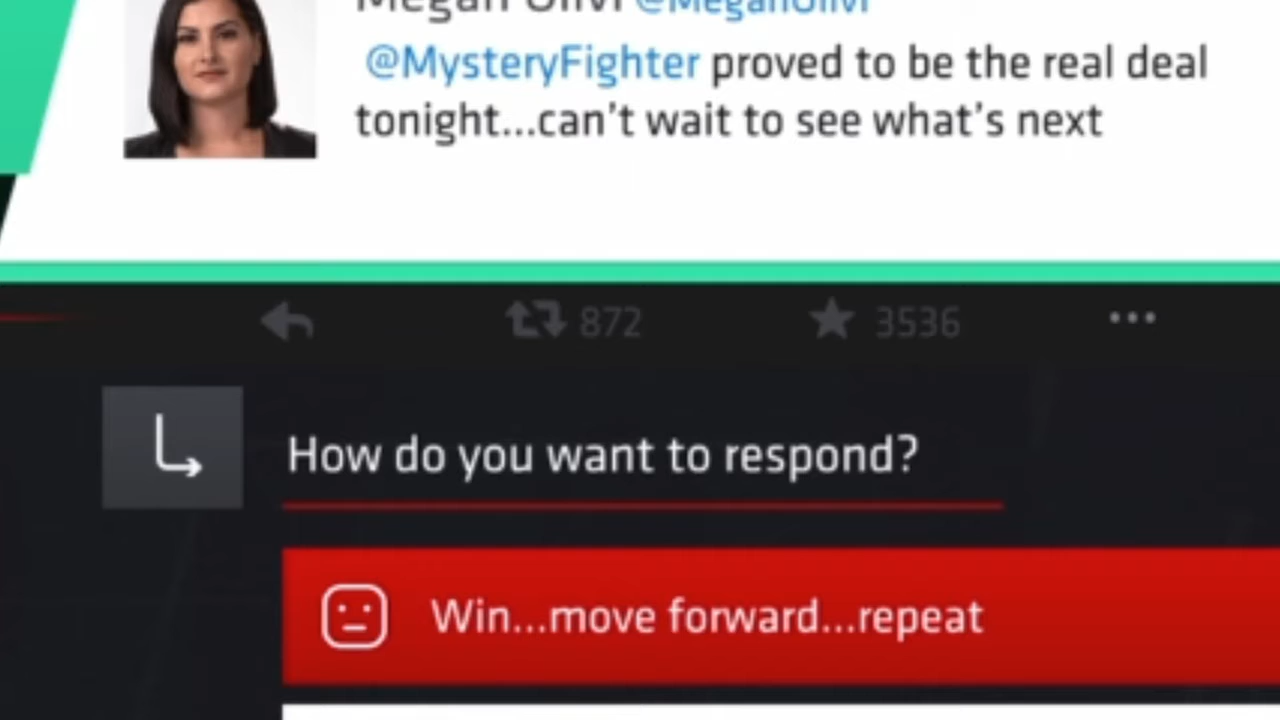 Megan Olivi @MeganOlivi
@MysteryFighter proved to be the real deal
tonight...can't wait to see what's next
872 3536
How do you want to respond?
Win...move forward...repeat